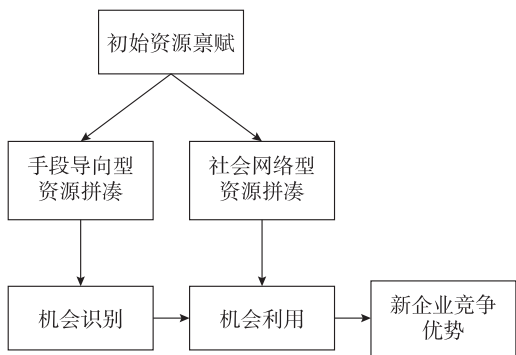 初始资源禀赋
手段导向型
资源拼凑
社会网络型
资源拼凑
机会识别
机会利用
新企业竞争
优势